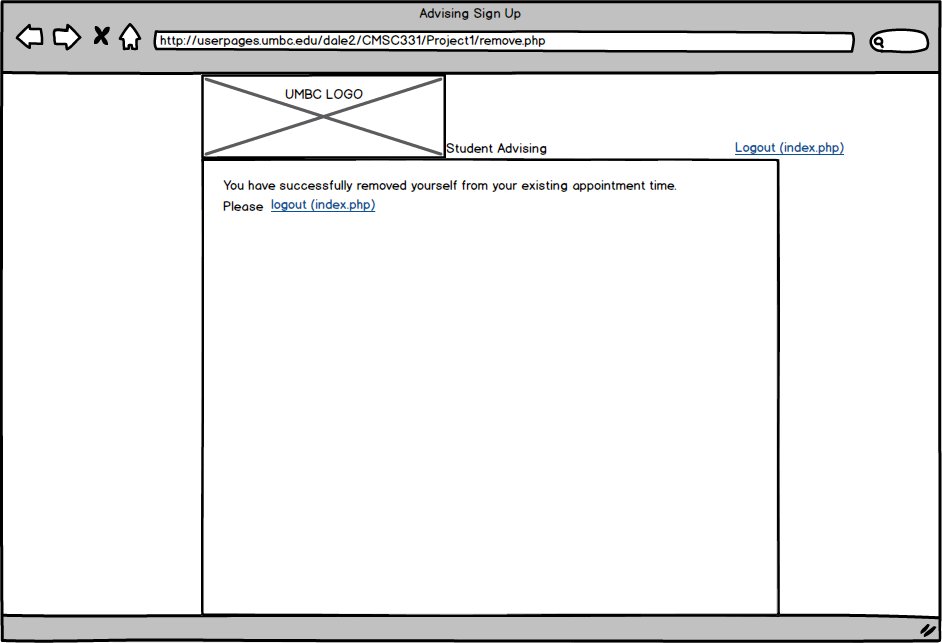 Advising Sign Up
http://userpages.umbc.edu/dale2/CMSC331/Project1/remove.php
UMBC LOGO
Student Advising
Logout (index.php)
You have successfully removed yourself from your existing appointment time.
Please logout (index.php)